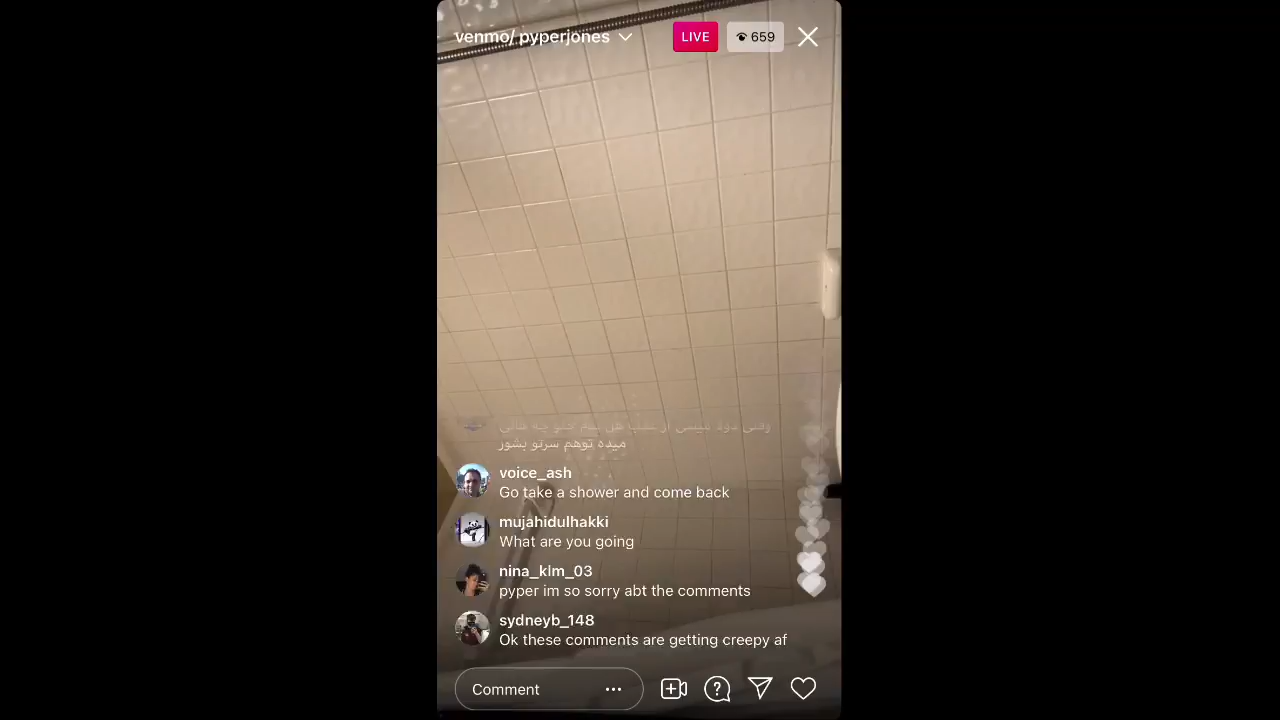 venmo/ pyperjones
LIVE
659
میده توهم سرتو بشور
voice_ash
Go take a shower and come back
mujahidulhakki
What are you going
nina_klm_03
pyper im so sorry abt the comments
sydneyb_148
Ok these comments are getting creepy af
Comment